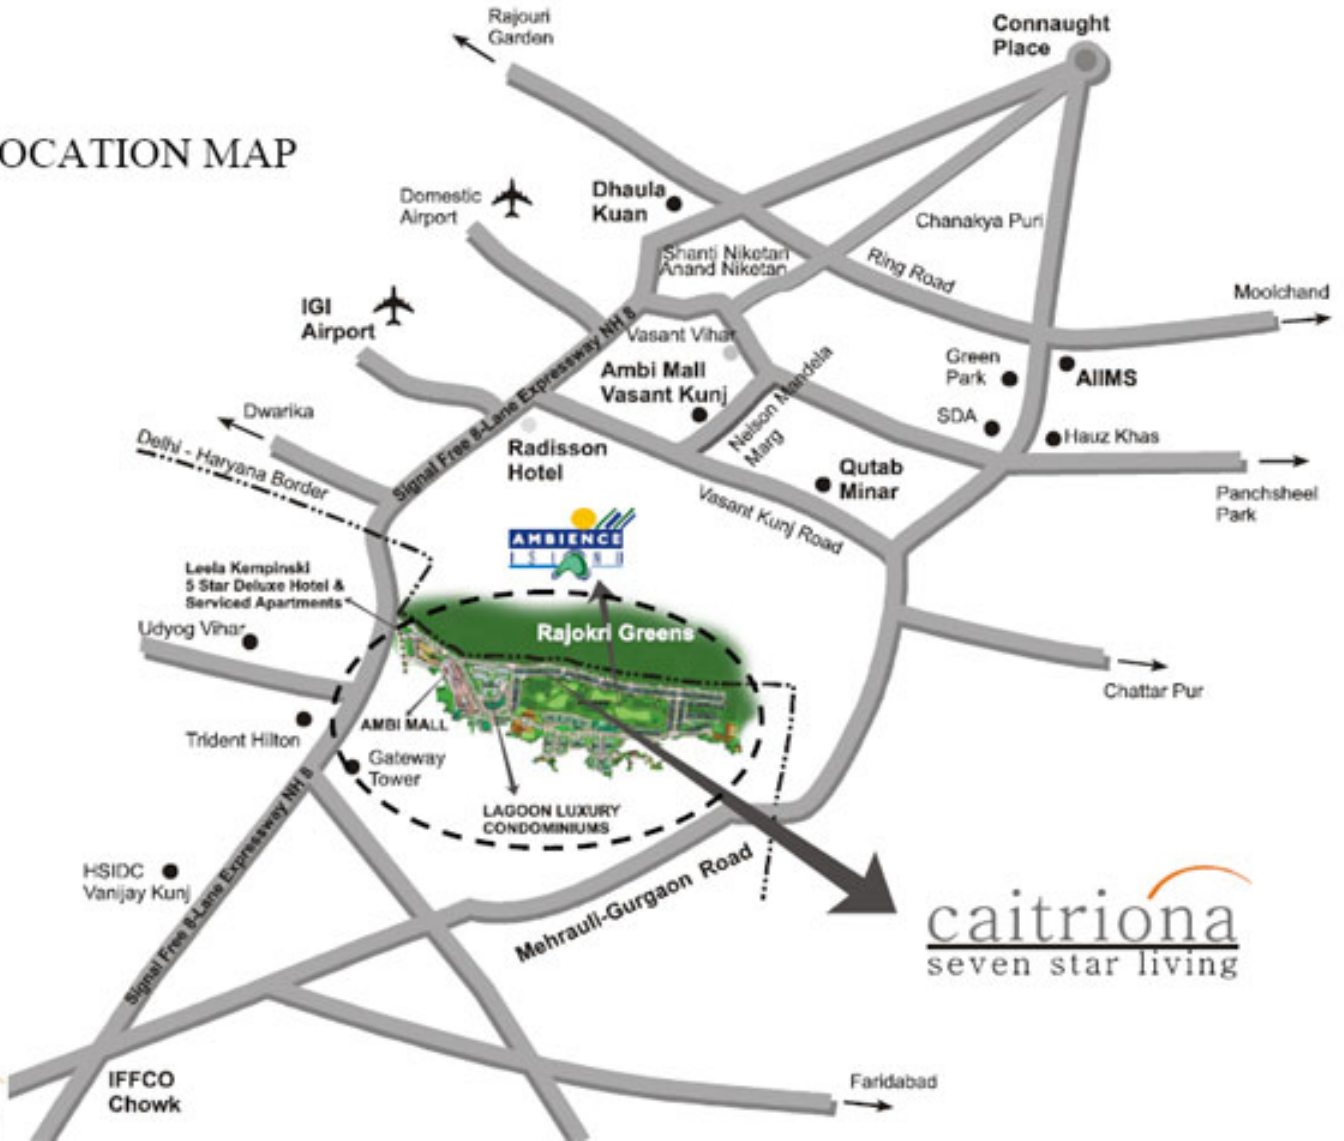 Rajouri
Garden
Connaught
Place
OCATION MAP
Domestic
Airport
Dhaula
Kuan
Chanakya Puri
Shanti Niketan
Anand Niketan
Ring Road
Moolchand
IGI
Airport
Signal Free 8-Lane Expressway NH 8
Vasant Vihar
Ambi Mall
Vasant Kunj
Nelson Mandela
Marg
Green
Park
AIIMS
SDA
Hauz Khas
Dwarika
Delhi - Haryana Border
Radisson
Hotel
Qutab
Minar
Vasant Kunj Road
Panchsheel
Park
AMBIENCE
ISLAND
Leela Kempinski
5 Star Deluxe Hotel &
Serviced Apartments
Udyog Vihar
Rajokri Greens
Chattar Pur
AMBI MALL
Trident Hilton
Gateway
Tower
LAGOON LUXURY
CONDOMINIUMS
Signal Free 8-Lane Expressway NH 8
HSIDC
Vanijay Kunj
Mehrauli-Gurgaon Road
caitriona
seven star living
IFFCO
Chowk
Faridabad